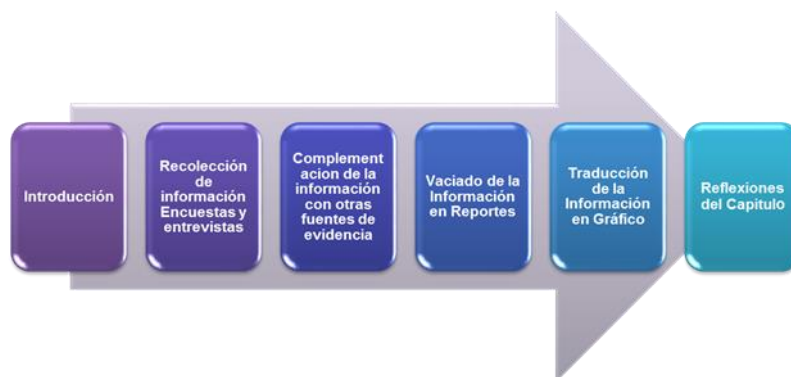 Introducción
Recolección
de
información
Encuestas y
entrevistas
Complement
acion de la
información
con otras
fuentes de
evidencia
Vaciado de la
Información
en Reportes
Traducción
de la
Información
en Gráfico
Reflexiones
del Capitulo